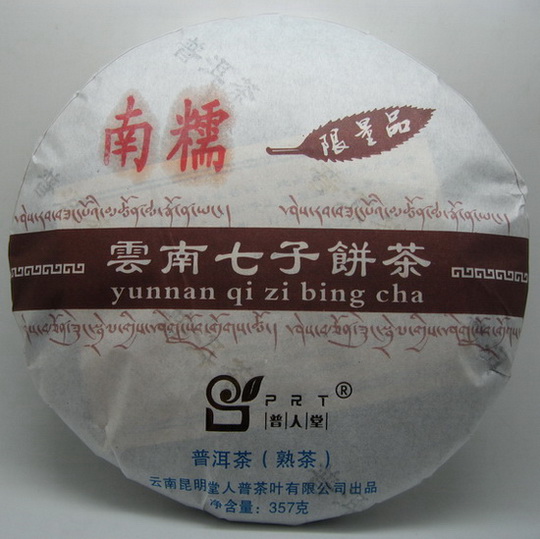 南糯
限量品
雲南七子餅茶
yunnan qi zi bing cha
PRT®
普人堂
普洱茶（熟茶）
云南昆明堂人普茶叶有限公司出品
净含量：357克